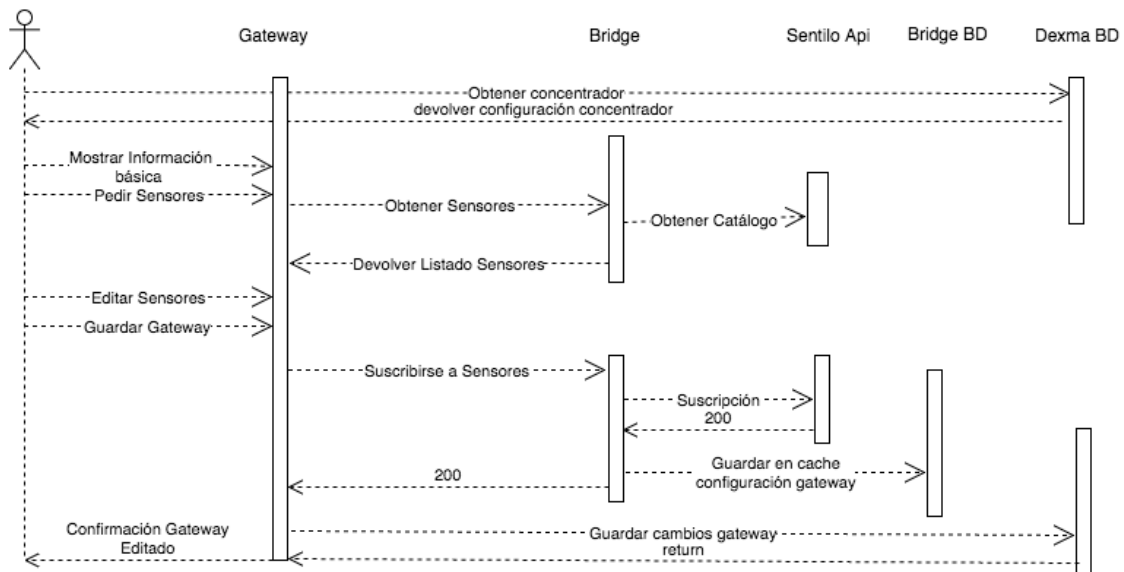 Gateway
Bridge
Sentilo Api
Bridge BD
Dexma BD
Obtener concentrador
devolver configuración concentrador
Mostrar Información
básica
Pedir Sensores
Obtener Sensores
Obtener Catálogo
Devolver Listado Sensores
Editar Sensores
Guardar Gateway
Suscribirse a Sensores
Suscripción
200
Guardar en cache
configuración gateway
200
Confirmación Gateway
Editado
Guardar cambios gateway
return